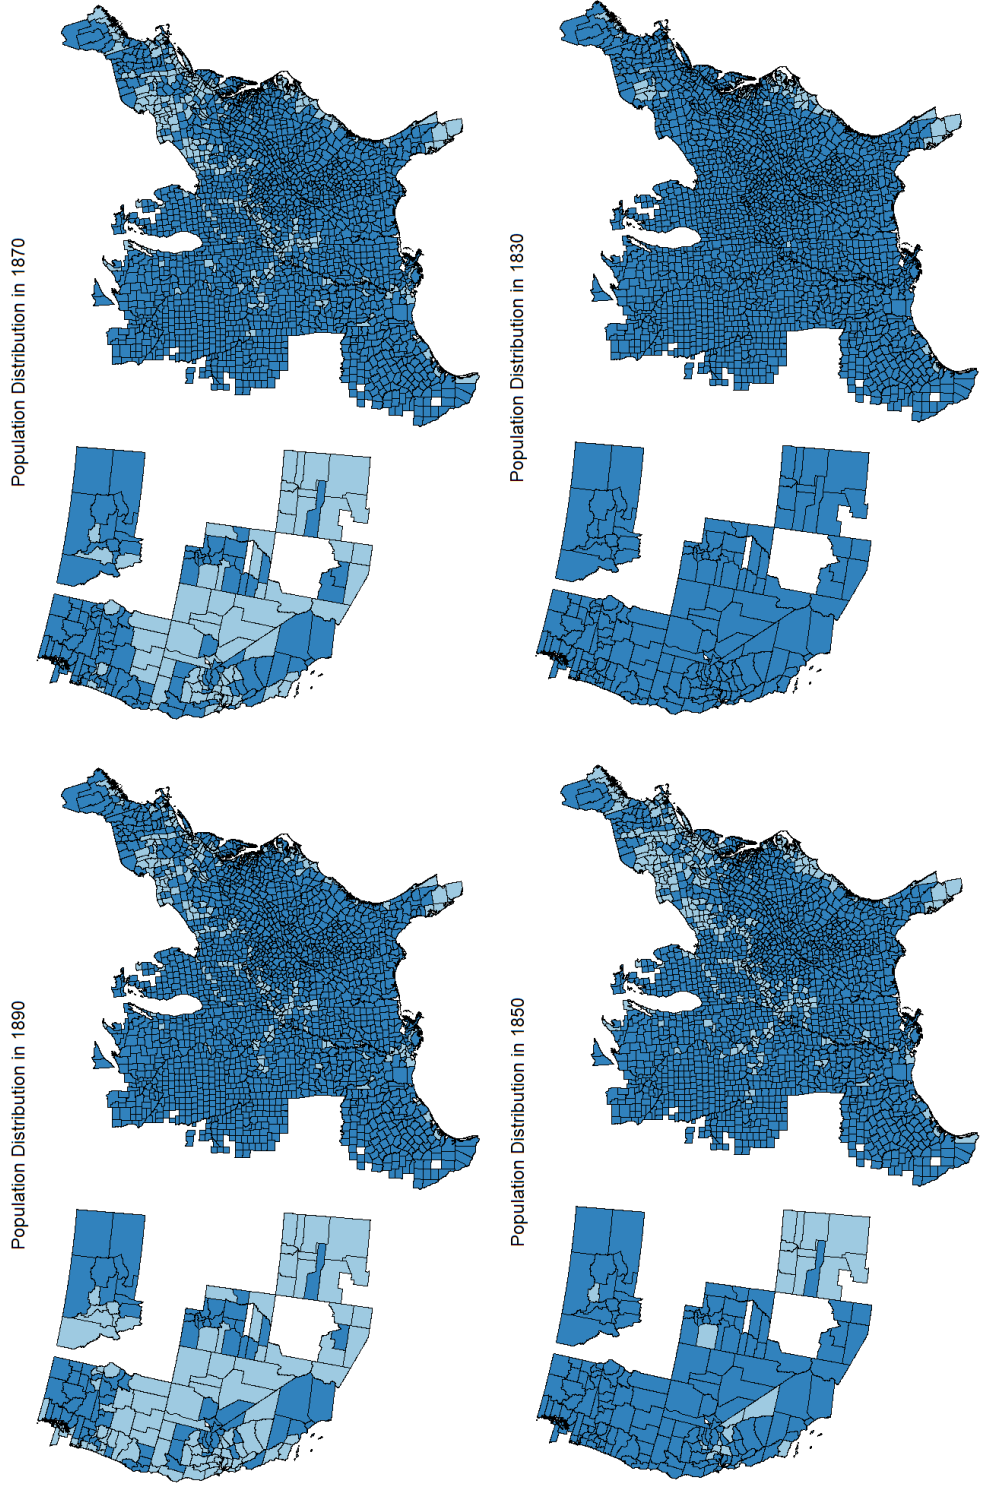 Population Distribution in 1890
Population Distribution in 1870
Population Distribution in 1850
Population Distribution in 1830